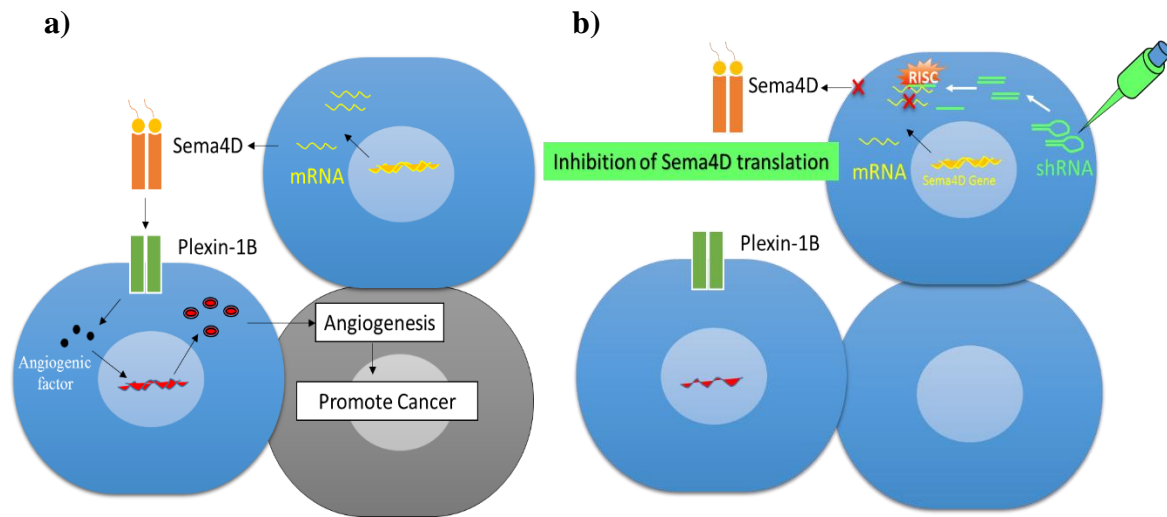 a)
Sema4D
mRNA
Plexin-1B
Angiogenic
factor
Angiogenesis
Promote Cancer
b)
Sema4D
RISC
Inhibition of Sema4D translation
mRNA
Sema4D Gene
shRNA
Plexin-1B